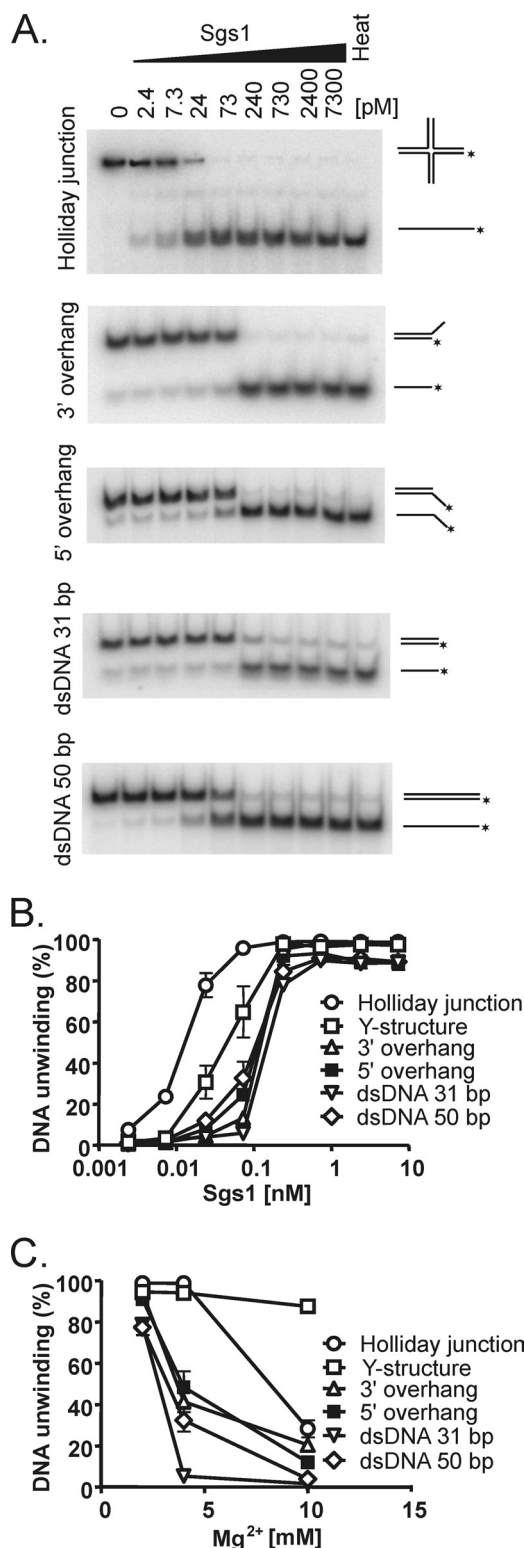 A.
Sgs1
Heat
0 2.4 7.3 24 73 240 730 2400 7300 [pM]
Holliday junction
3' overhang
5' overhang
dsDNA 31 bp
dsDNA 50 bp
B.
DNA unwinding (%)
100
80
60
40
20
0
0.001 0.01 0.1 1 10
Sgs1 [nM]
Holliday junction
Y-structure
3' overhang
5' overhang
dsDNA 31 bp
dsDNA 50 bp
C.
DNA unwinding (%)
100
80
60
40
20
0
0 5 10 15
Mg²⁺ [mM]
Holliday junction
Y-structure
3' overhang
5' overhang
dsDNA 31 bp
dsDNA 50 bp